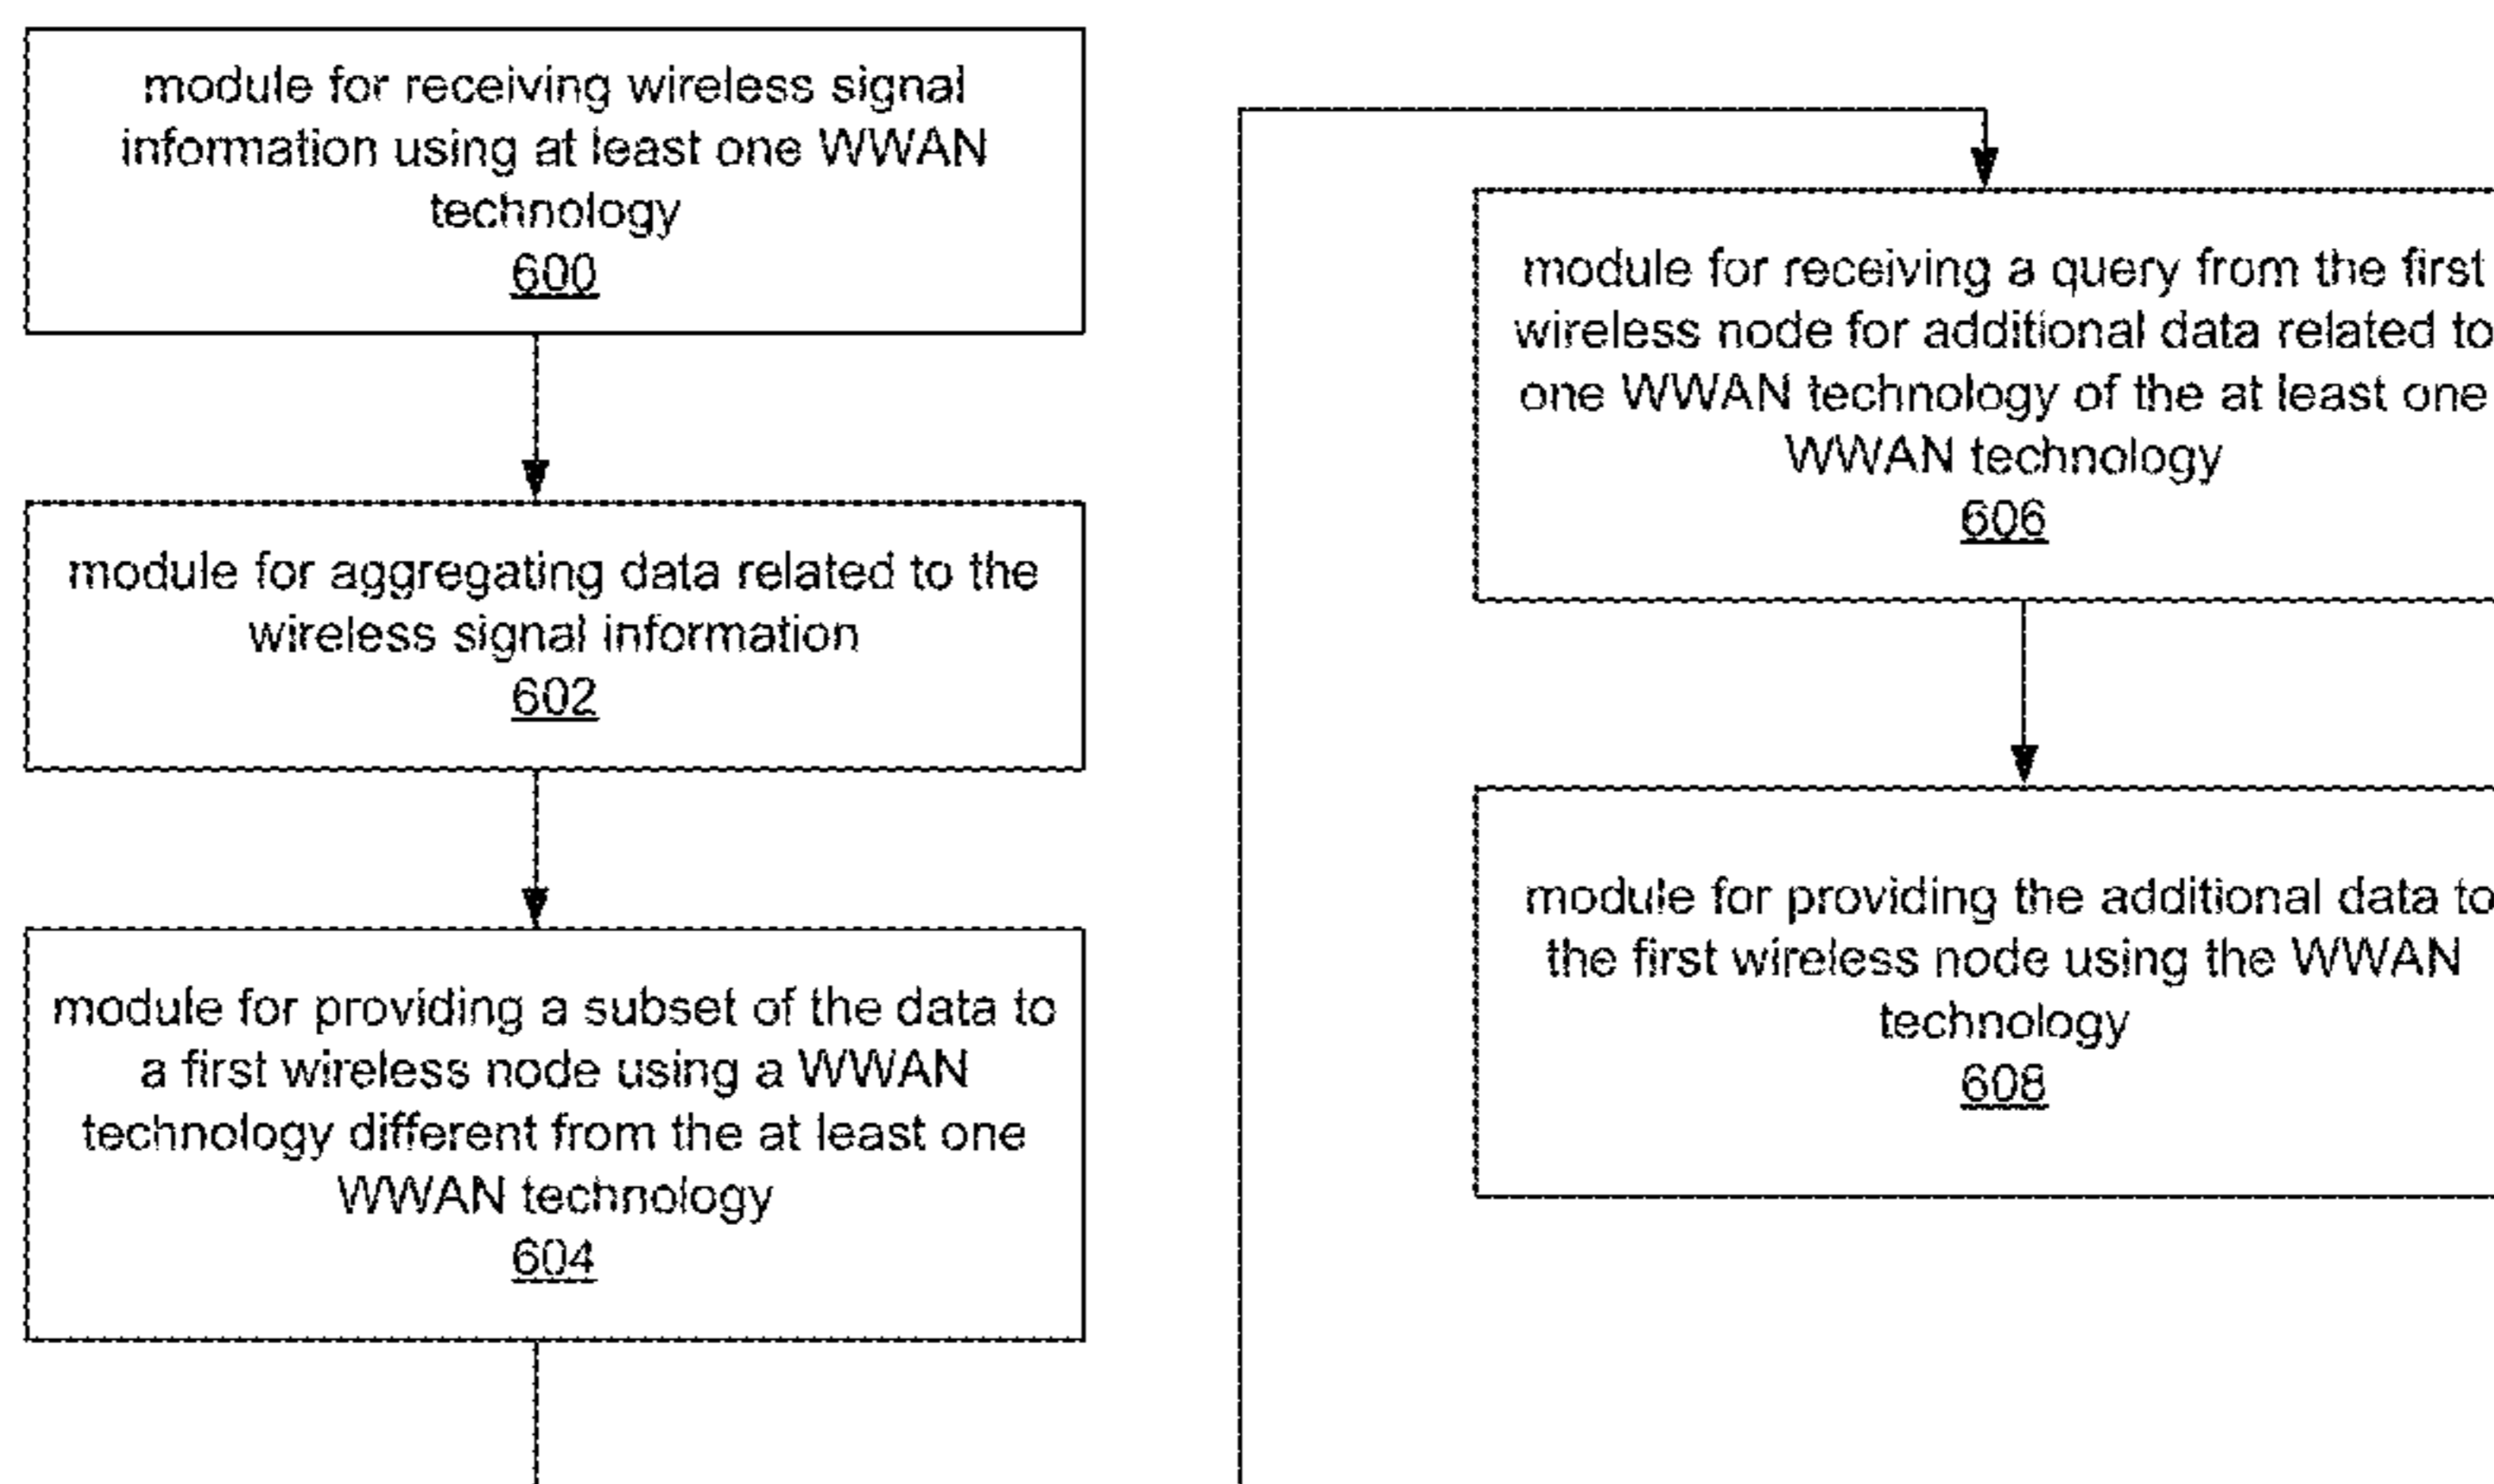 module for receiving wireless signal
information using at least one WWAN
technology
600
module for aggregating data related to the
wireless signal information
602
module for providing a subset of the data to
a first wireless node using a WWAN
technology different from the at least one
WWAN technology
604
module for receiving a query from the first
wireless node for additional data related to
one WWAN technology of the at least one
WWAN technology
606
module for providing the additional data to
the first wireless node using the WWAN
technology
608